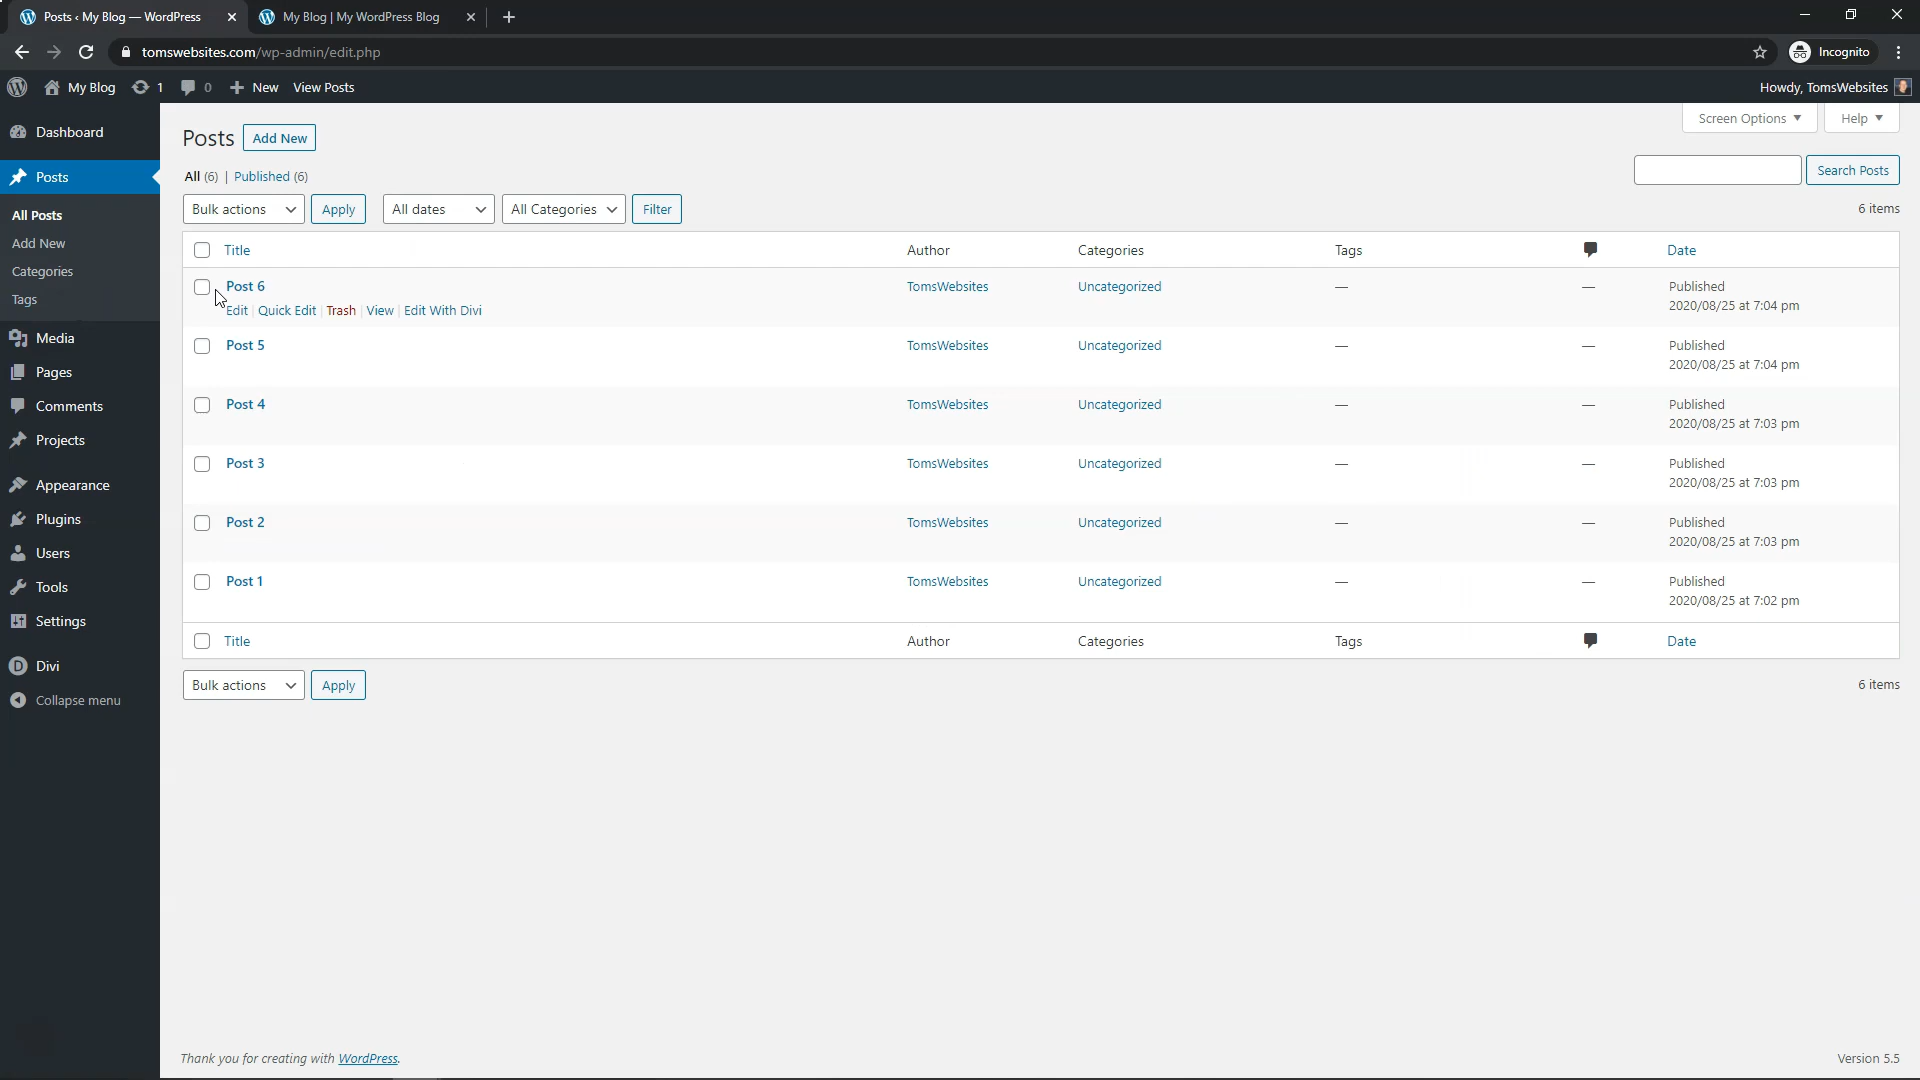 Posts ‹ My Blog — WordPress
My Blog | My WordPress Blog
tomswebsites.com/wp-admin/edit.php
Incognito
My Blog 1 0 New View Posts
Howdy, TomsWebsites
Dashboard
Posts
All Posts
Add New
Categories
Tags
Media
Pages
Comments
Projects
Appearance
Plugins
Users
Tools
Settings
Divi
Collapse menu
Posts Add New
Screen Options Help
All (6) | Published (6)
Search Posts
Bulk actions Apply All dates All Categories Filter
6 items
Title Author Categories Tags Date
Post 6 TomsWebsites Uncategorized — — Published
2020/08/25 at 7:04 pm
Edit | Quick Edit | Trash | View | Edit With Divi
Post 5 TomsWebsites Uncategorized — — Published
2020/08/25 at 7:04 pm
Post 4 TomsWebsites Uncategorized — — Published
2020/08/25 at 7:03 pm
Post 3 TomsWebsites Uncategorized — — Published
2020/08/25 at 7:03 pm
Post 2 TomsWebsites Uncategorized — — Published
2020/08/25 at 7:03 pm
Post 1 TomsWebsites Uncategorized — — Published
2020/08/25 at 7:02 pm
Title Author Categories Tags Date
Bulk actions Apply
6 items
Thank you for creating with WordPress.
Version 5.5